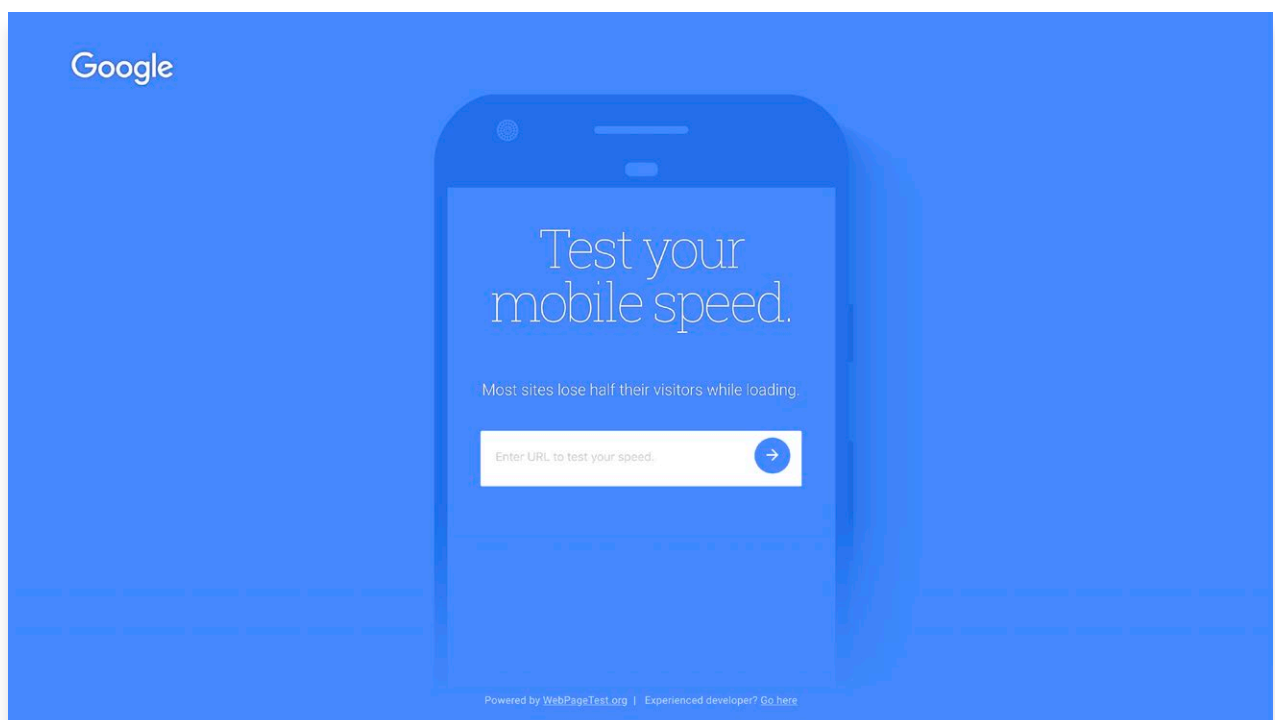 Google
Test your
mobile speed.
Most sites lose half their visitors while loading.
Enter URL to test your speed.
Powered by WebPageTest.org | Experienced developer? Go here